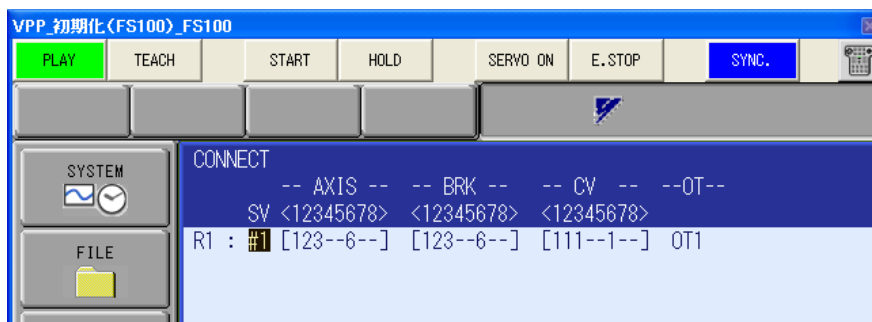 VPP_初期化(FS100)_FS100
PLAY TEACH START HOLD SERVO ON E.STOP SYNC.
SYSTEM
FILE
CONNECT
-- AXIS -- -- BRK -- -- CV -- --OT--
SV <12345678> <12345678> <12345678>
R1 : #1 [123--6--] [123--6--] [111--1--] OT1